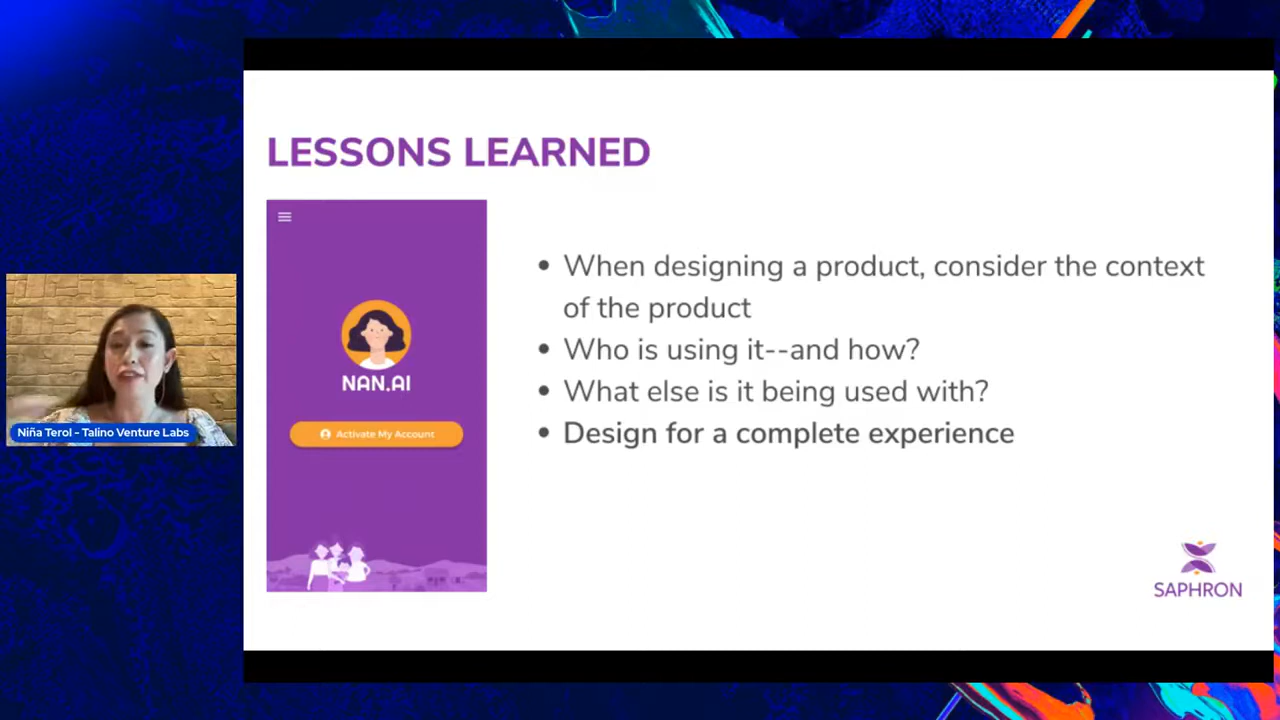 LESSONS LEARNED
NAN.AI
Activate My Account
• When designing a product, consider the context
of the product
• Who is using it--and how?
• What else is it being used with?
• Design for a complete experience
Niña Terol - Talino Venture Labs
SAPHRON